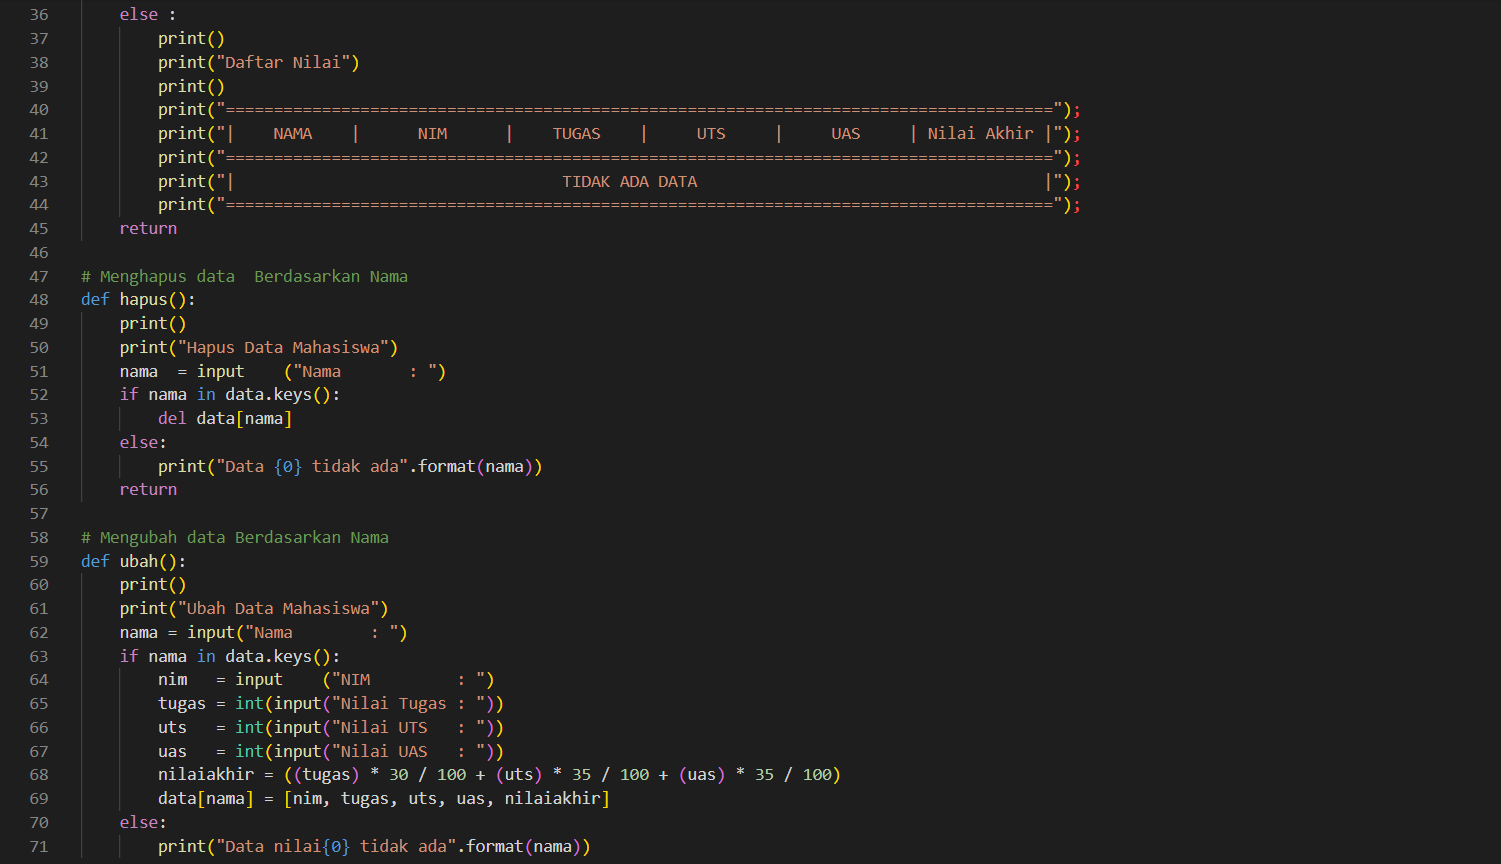 36     else :
37         print()
38         print("Daftar Nilai")
39         print()
40         print("======================================================================================");
41         print("|    NAMA    |      NIM      |    TUGAS    |     UTS     |     UAS     | Nilai Akhir |");
42         print("======================================================================================");
43         print("|                                  TIDAK ADA DATA                                    |");
44         print("======================================================================================");
45     return
46
47 # Menghapus data  Berdasarkan Nama
48 def hapus():
49     print()
50     print("Hapus Data Mahasiswa")
51     nama  = input    ("Nama       : ")
52     if nama in data.keys():
53         del data[nama]
54     else:
55         print("Data {0} tidak ada".format(nama))
56     return
57
58 # Mengubah data Berdasarkan Nama
59 def ubah():
60     print()
61     print("Ubah Data Mahasiswa")
62     nama = input("Nama        : ")
63     if nama in data.keys():
64         nim   = input    ("NIM         : ")
65         tugas = int(input("Nilai Tugas : "))
66         uts   = int(input("Nilai UTS   : "))
67         uas   = int(input("Nilai UAS   : "))
68         nilaiakhir = ((tugas) * 30 / 100 + (uts) * 35 / 100 + (uas) * 35 / 100)
69         data[nama] = [nim, tugas, uts, uas, nilaiakhir]
70     else:
71         print("Data nilai{0} tidak ada".format(nama))